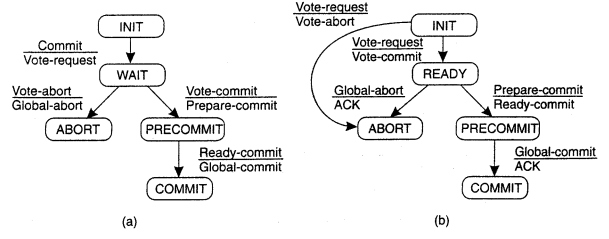 INIT
Commit
Vote-request
WAIT
Vote-abort
Global-abort
Vote-commit
Prepare-commit
ABORT
PRECOMMIT
Ready-commit
Global-commit
COMMIT
(a)
Vote-request
Vote-abort
INIT
Vote-request
Vote-commit
READY
Global-abort
ACK
Prepare-commit
Ready-commit
ABORT
PRECOMMIT
Global-commit
ACK
COMMIT
(b)